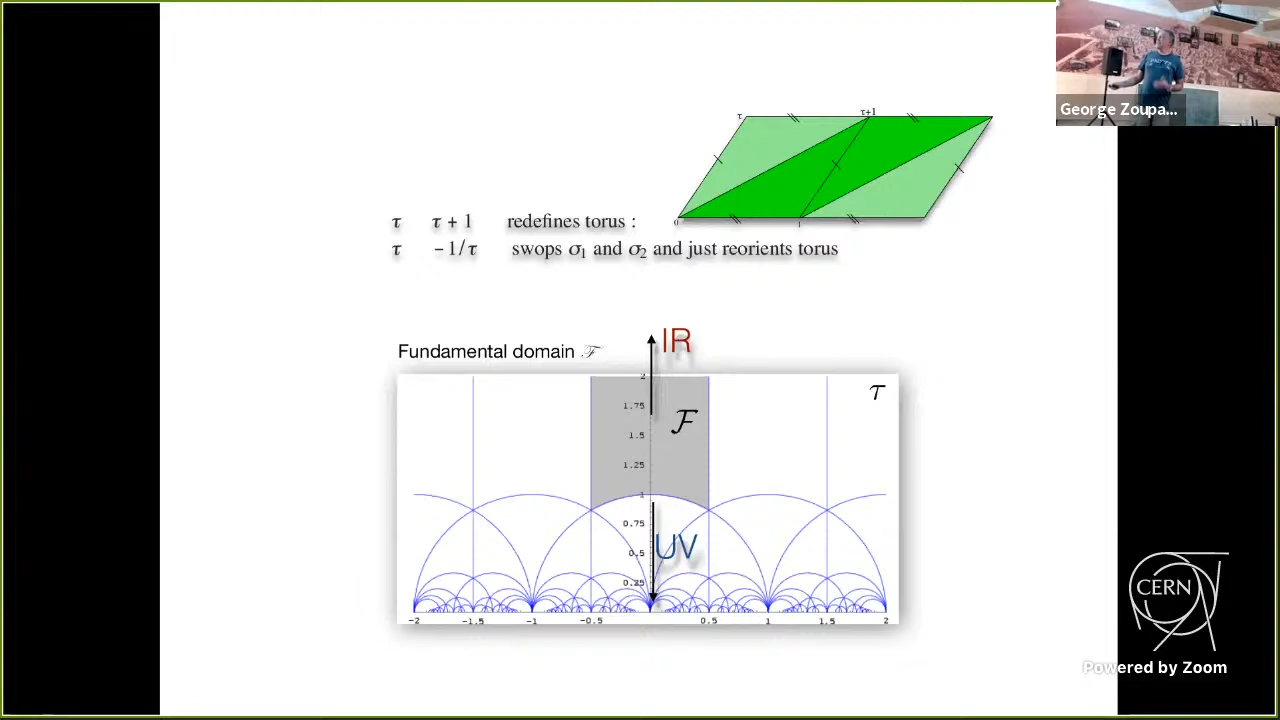 George Zoupa...
τ τ+1
0 1
τ τ + 1 redefines torus :
τ −1/τ swops σ₁ and σ₂ and just reorients torus
IR
Fundamental domain ℱ
2 τ
1.75
ℱ
1.5
1.25
1
0.75
0.5 UV
0.25
-2 -1.5 -1 -0.5 0.5 1 1.5 2
CERN
Powered by Zoom